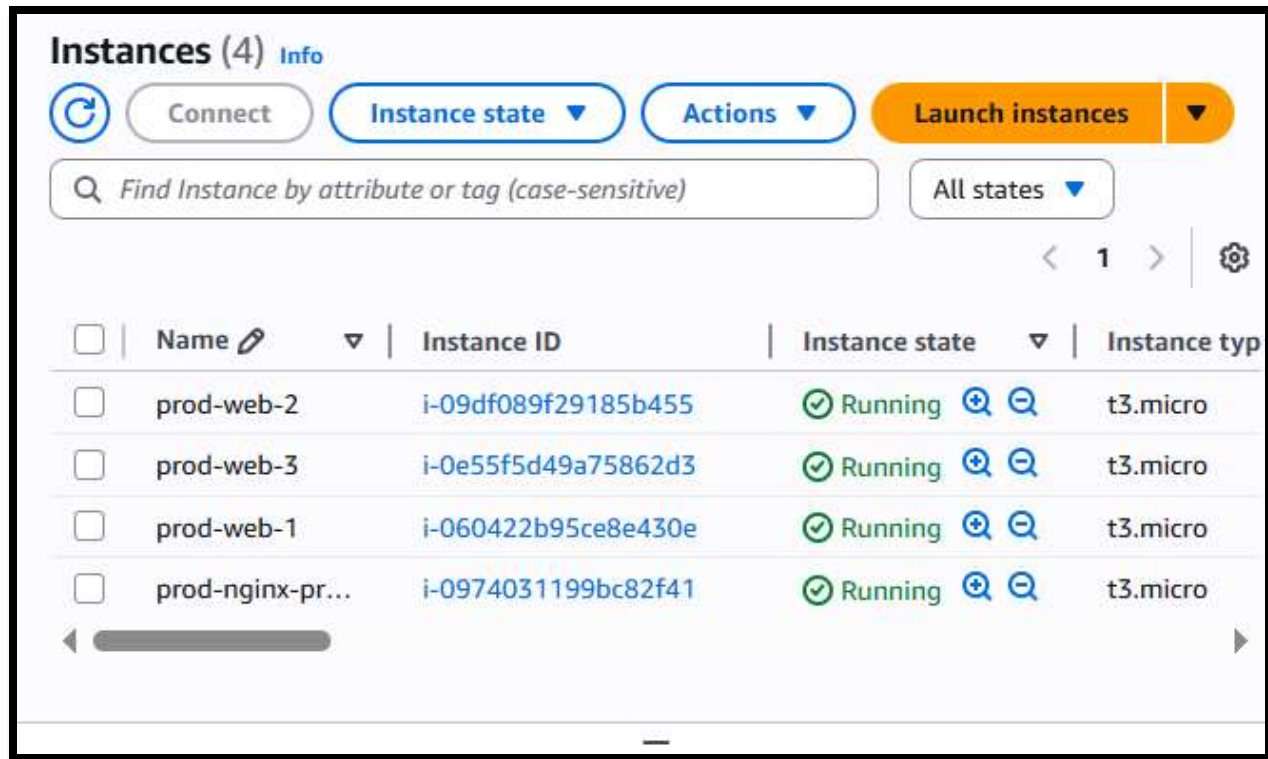 Instances (4) Info
Connect Instance state Actions Launch instances
Find Instance by attribute or tag (case-sensitive) All states
1
Name Instance ID Instance state Instance typ
prod-web-2 i-09df089f29185b455 Running t3.micro
prod-web-3 i-0e55f5d49a75862d3 Running t3.micro
prod-web-1 i-060422b95ce8e430e Running t3.micro
prod-nginx-pr... i-0974031199bc82f41 Running t3.micro